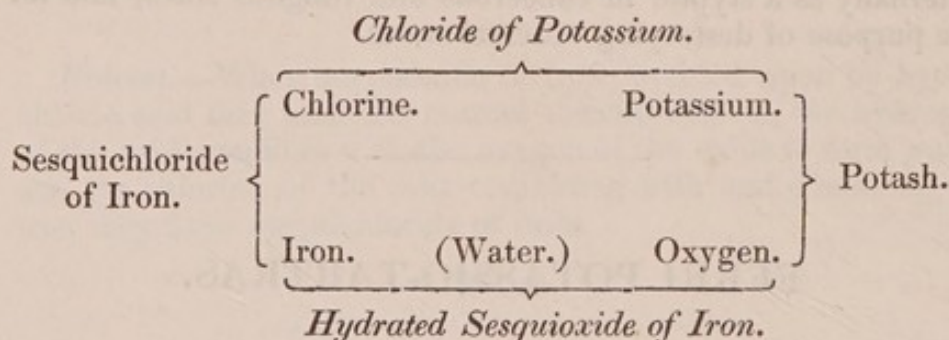 Chloride of Potassium.
Chlorine. Potassium.
Sesquichloride
of Iron.
Potash.
Iron. (Water.) Oxygen.
Hydrated Sesquioxide of Iron.